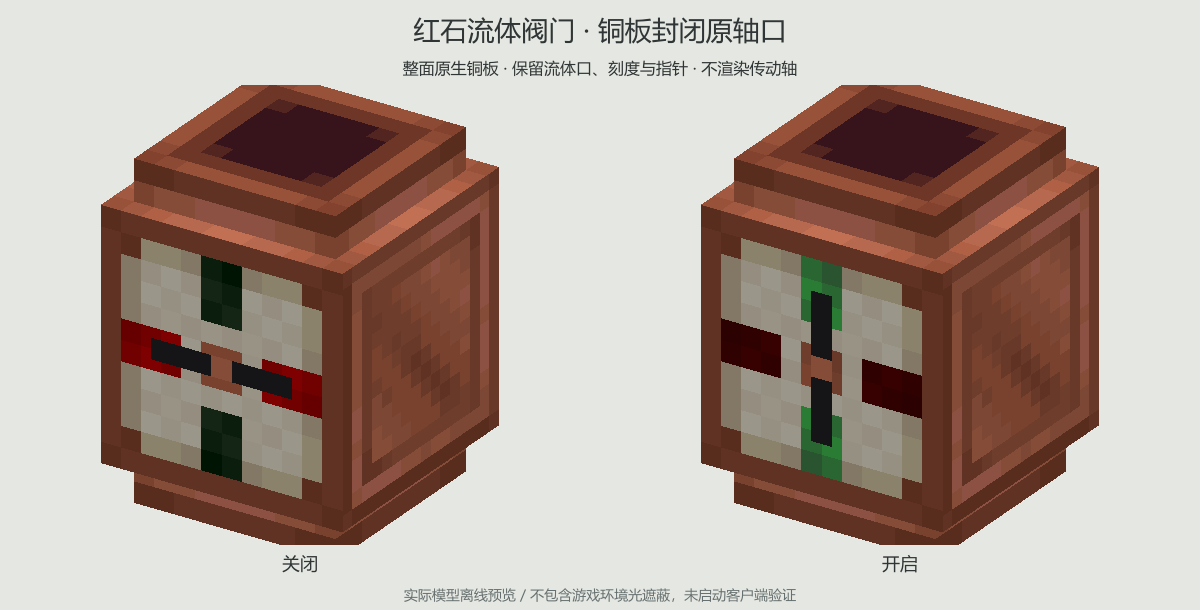 红石流体阀门 · 铜板封闭原轴口
整面原生铜板 · 保留流体口、刻度与指针 · 不渲染传动轴
关闭
开启
实际模型离线预览 / 不包含游戏环境光遮蔽，未启动客户端验证